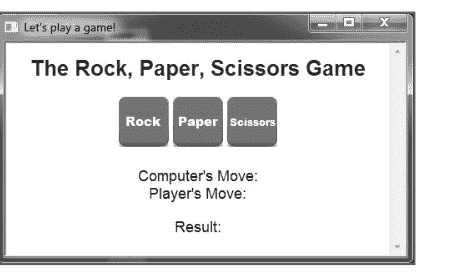 Let's play a game!
The Rock, Paper, Scissors Game
Rock Paper Scissors
Computer's Move:
Player's Move:
Result: